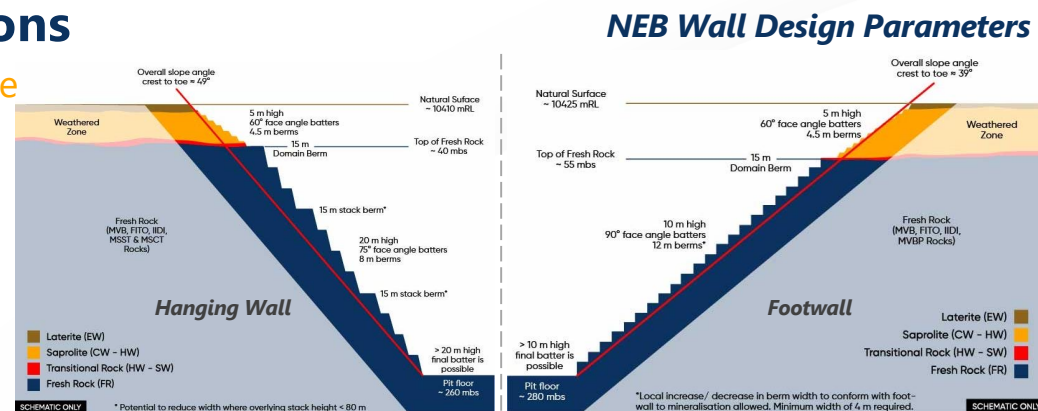 ons
NEB Wall Design Parameters
e
Overall slope angle
crest to toe ≈ 49°
Natural Surface
~ 10410 mRL
Weathered
Zone
5 m high
60° face angle batters
4.5 m berms
15 m
Domain Berm
Top of Fresh Rock
~ 40 mbs
15 m stack berm*
Fresh Rock
(MVB, FITO, IIDI,
MSST & MSCT
Rocks)
20 m high
75° face angle batters
8 m berms
15 m stack berm*
Hanging Wall
Laterite (EW)
Saprolite (CW - HW)
Transitional Rock (HW - SW)
Fresh Rock (FR)
> 20 m high
final batter is
possible
Pit floor
~ 260 mbs
SCHEMATIC ONLY
* Potential to reduce width where overlying stack height < 80 m
Overall slope angle
crest to toe ≈ 39°
Natural Surface
~ 10425 mRL
5 m high
60° face angle batters
4.5 m berms
Weathered
Zone
Top of Fresh Rock
~ 55 mbs
15 m
Domain Berm
10 m high
90° face angle batters
12 m berms*
Fresh Rock
(MVB, FITO, IIDI,
MVBP Rocks)
Footwall
Laterite (EW)
Saprolite (CW - HW)
Transitional Rock (HW - SW)
Fresh Rock (FR)
> 10 m high
final batter is
possible
Pit floor
~ 280 mbs
*Local increase/ decrease in berm width to conform with foot-
wall to mineralisation allowed. Minimum width of 4 m required.
SCHEMATIC ONLY